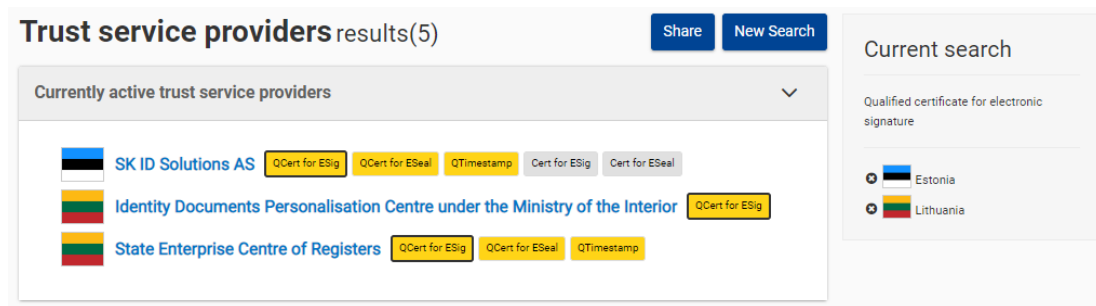 Trust service providers results(5)
Share
New Search
Currently active trust service providers
SK ID Solutions AS QCert for ESig QCert for ESeal QTimestamp Cert for ESig Cert for ESeal
Identity Documents Personalisation Centre under the Ministry of the Interior QCert for ESig
State Enterprise Centre of Registers QCert for ESig QCert for ESeal QTimestamp
Current search
Qualified certificate for electronic
signature
Estonia
Lithuania